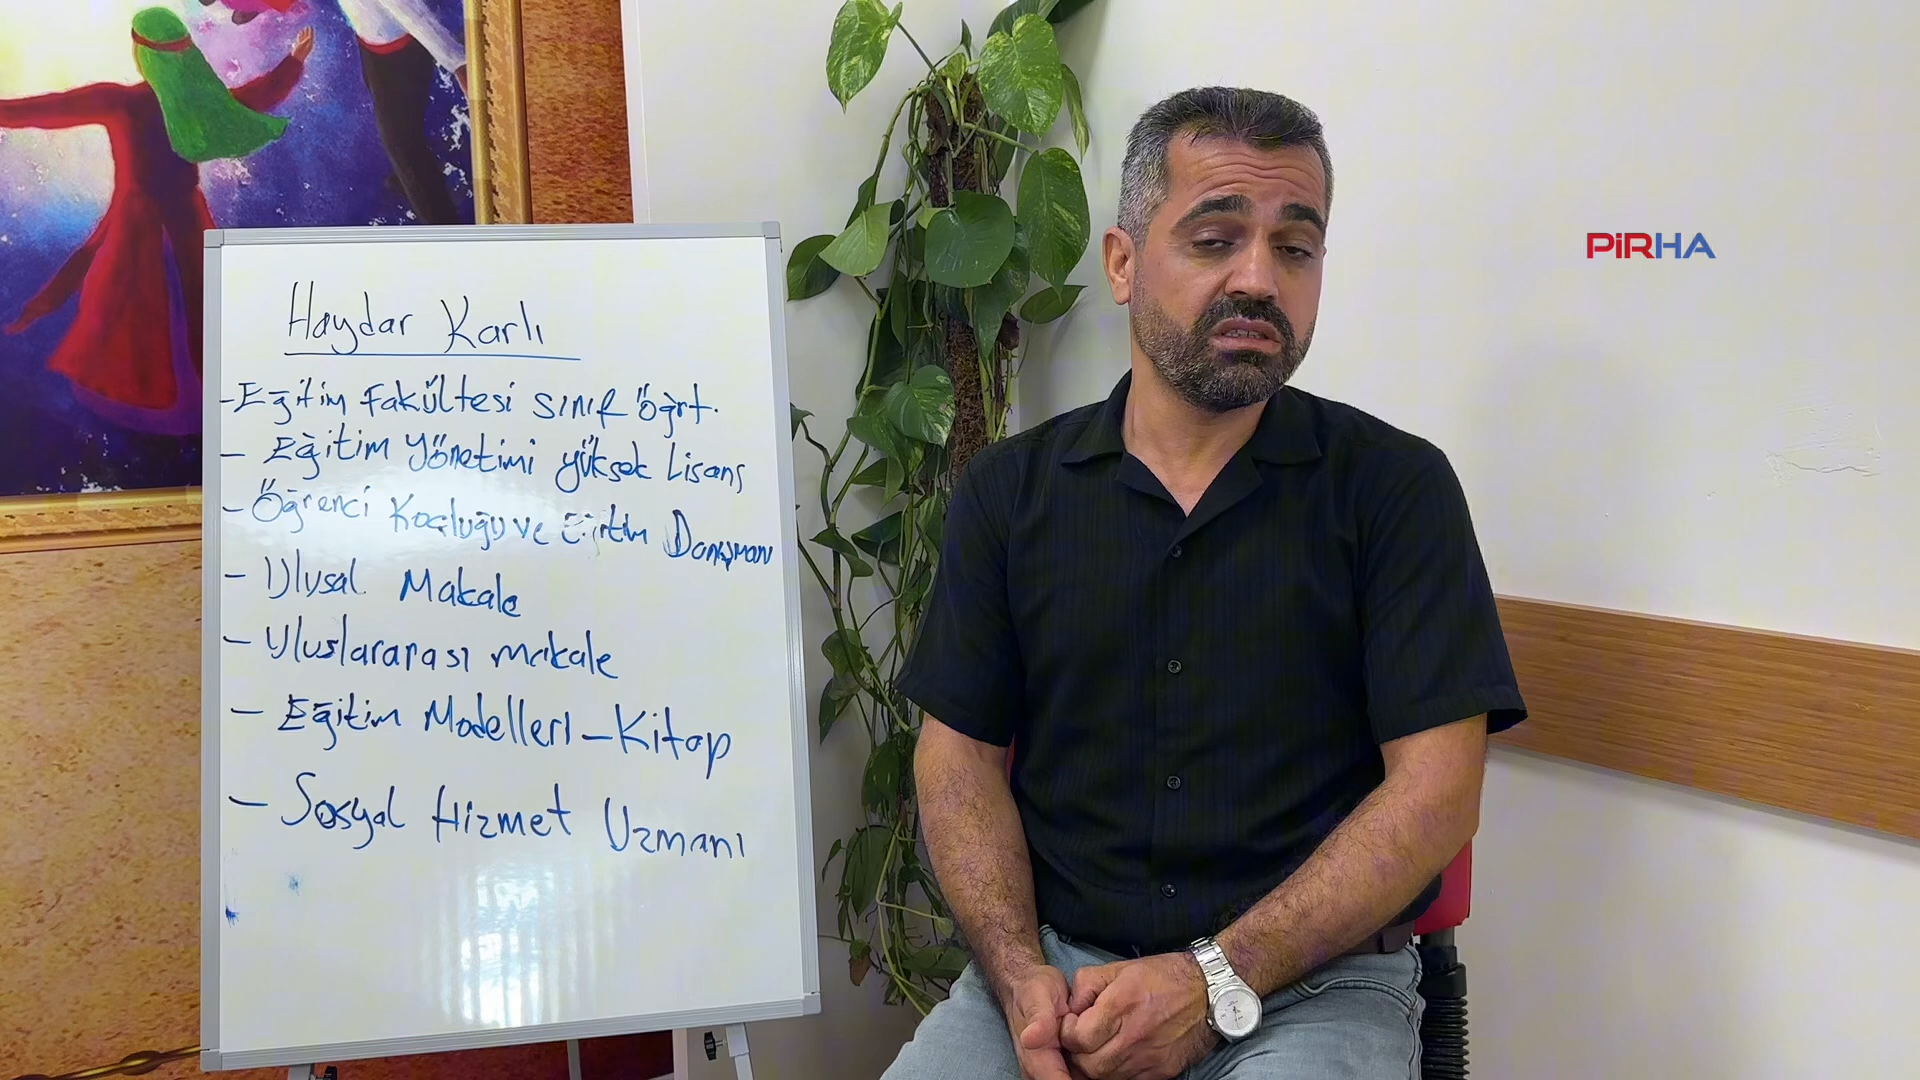 Haydar Karlı
- Eğitim Fakültesi Sınıf Öğrt.
- Eğitim Yönetimi Yüksek Lisans
- Öğrenci Koçluğu ve Eğitim Danışman
- Ulusal Makale
- Uluslararası Makale
- Eğitim Modelleri - Kitap
- Sosyal Hizmet Uzmanı
PİRHA